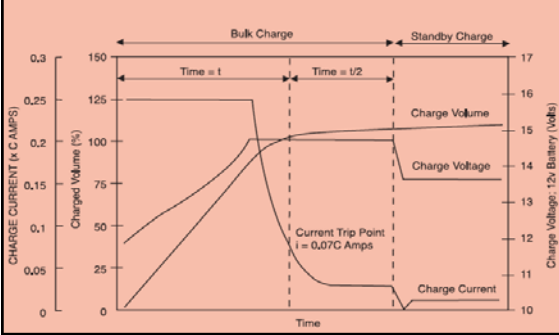 Bulk Charge
Standby Charge
Time = t
Time = t/2
0.3
0.25
0.2
0.15
0.1
0.05
0
CHARGE CURRENT (x C AMPS)
150
125
100
75
50
25
0
Charged Volume (%)
Charge Volume
Charge Voltage
Current Trip Point
i = 0.07C Amps
Charge Current
17
16
15
14
13
12
11
10
Charge Voltage; 12v Battery (Volts)
Time